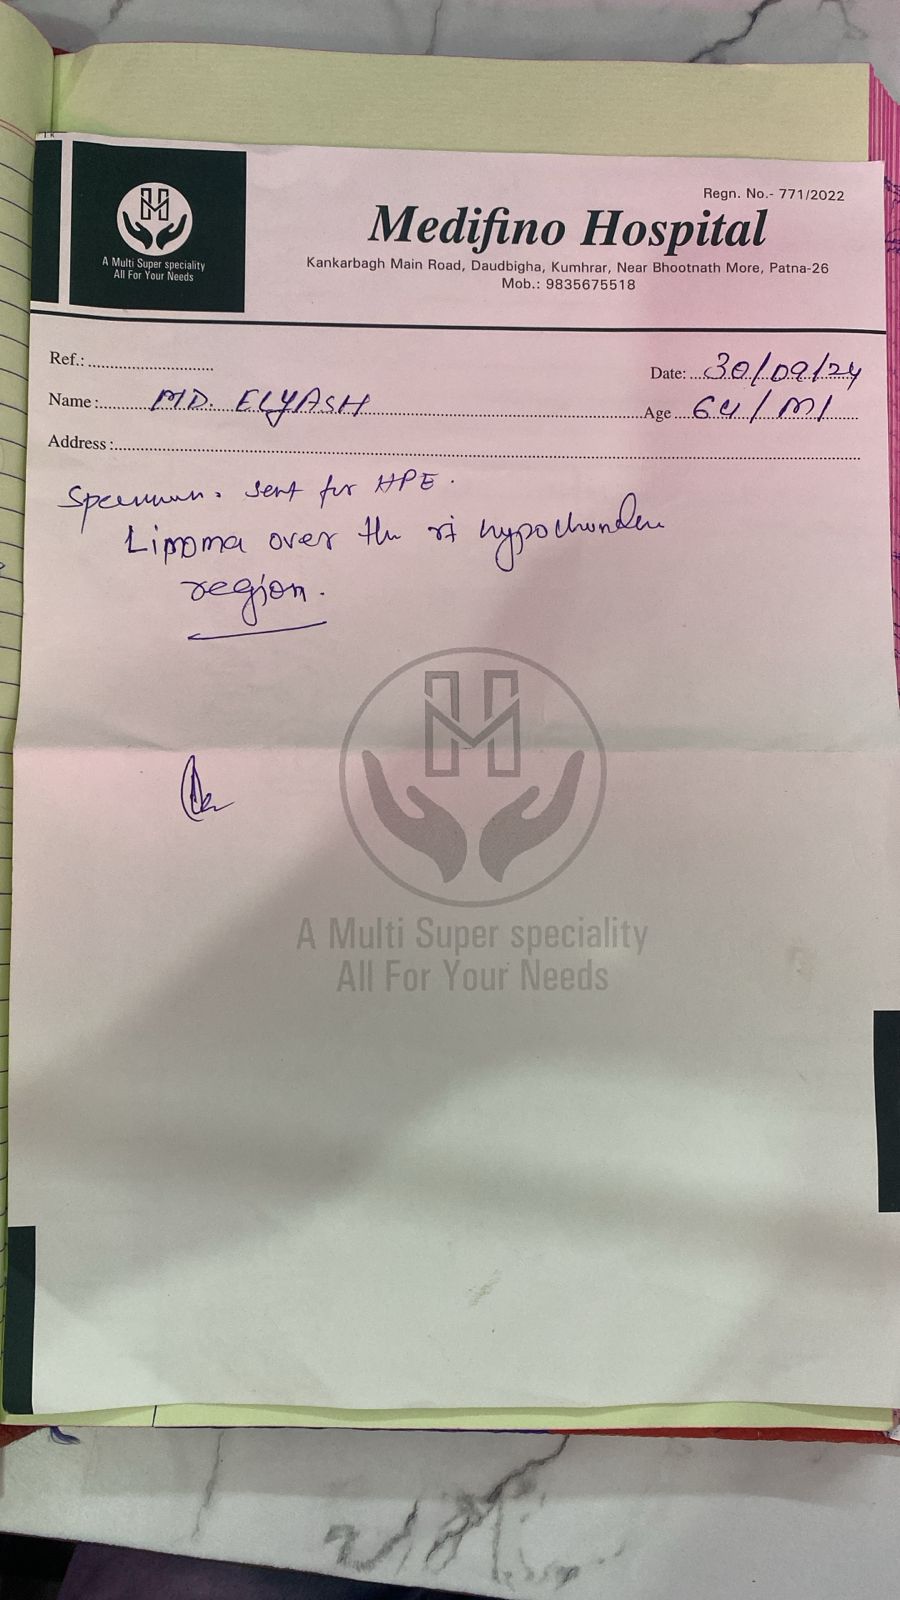 Regn. No.- 771/2022
Medifino Hospital
A Multi Super speciality
All For Your Needs
Kankarbagh Main Road, Daudbigha, Kumhrar, Near Bhootnath More, Patna-26
Mob.: 9835675518
Ref.:
Date: 30/09/24
Name: MD. ELYASH
Age 64/M
Address:
Specimen. sent for HPE.
Lipoma over the rt
region.
A Multi Super speciality
All For Your Needs